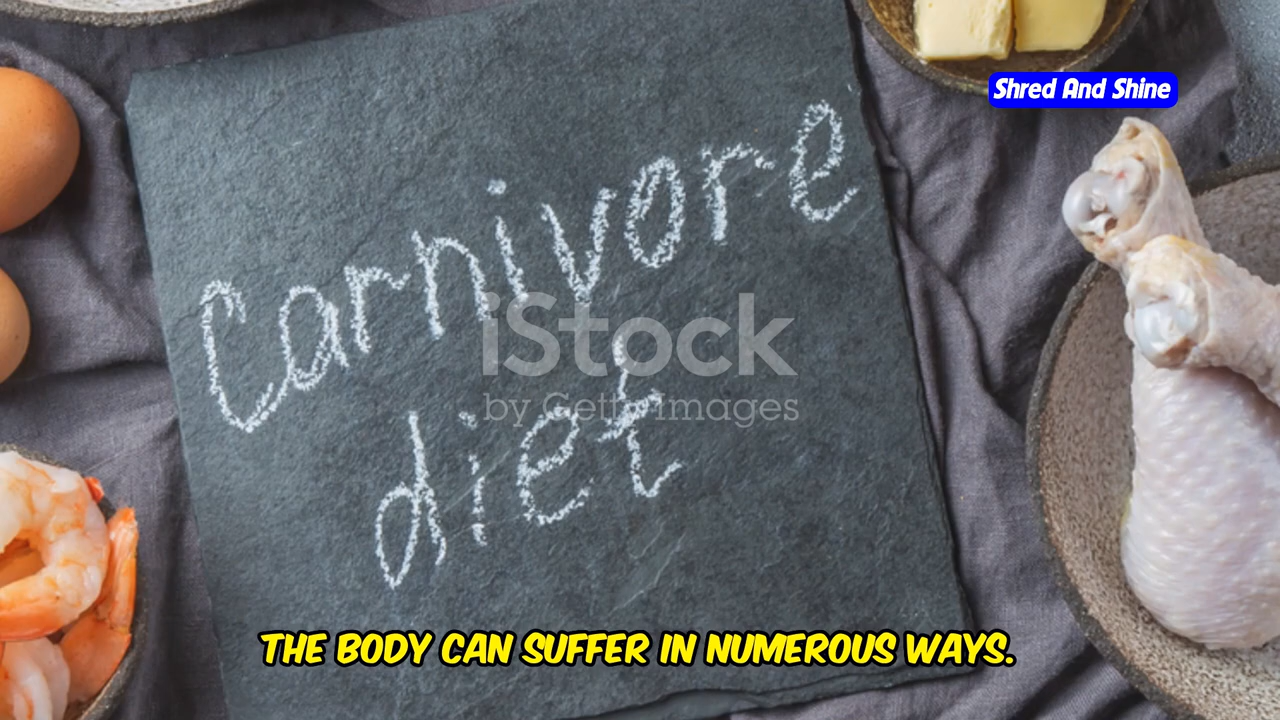 Shred And Shine
Carnivore
iStock
by Getty Images
diet
THE BODY CAN SUFFER IN NUMEROUS WAYS.